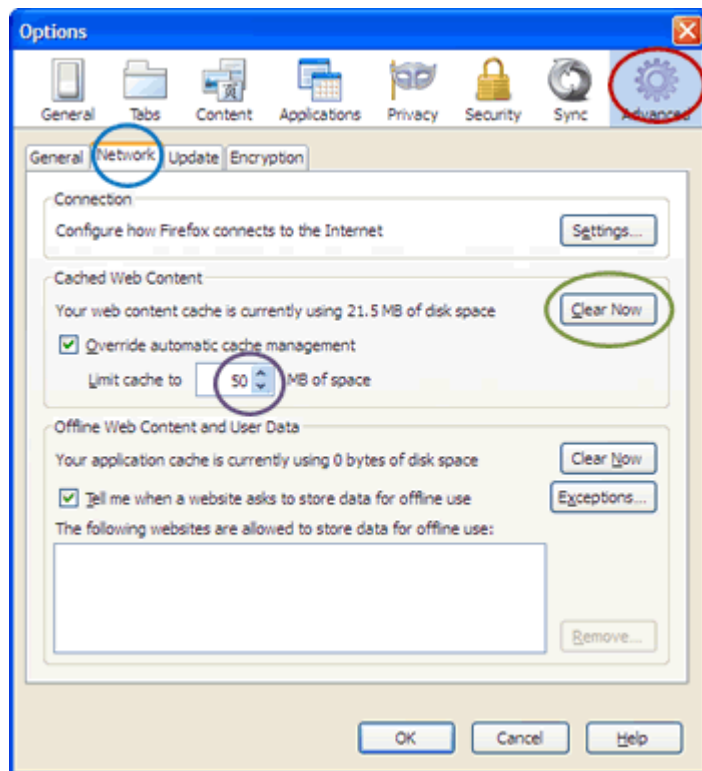 Options
General Tabs Content Applications Privacy Security Sync Advanced
General Network Update Encryption
Connection
Configure how Firefox connects to the Internet Settings...
Cached Web Content
Your web content cache is currently using 21.5 MB of disk space Clear Now
Override automatic cache management
Limit cache to 50 MB of space
Offline Web Content and User Data
Your application cache is currently using 0 bytes of disk space Clear Now
Tell me when a website asks to store data for offline use Exceptions...
The following websites are allowed to store data for offline use:
Remove...
OK Cancel Help